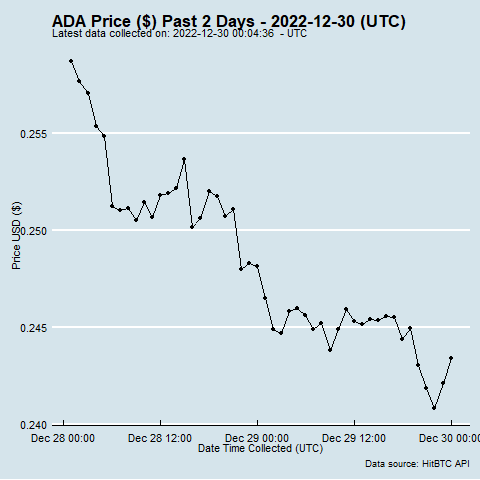 ADA Price ($) Past 2 Days - 2022-12-30 (UTC)
Latest data collected on: 2022-12-30 00:04:36 - UTC
Price USD ($)
0.255
0.250
0.245
0.240
Dec 28 00:00 Dec 28 12:00 Dec 29 00:00 Dec 29 12:00 Dec 30 00:00
Date Time Collected (UTC)
Data source: HitBTC API